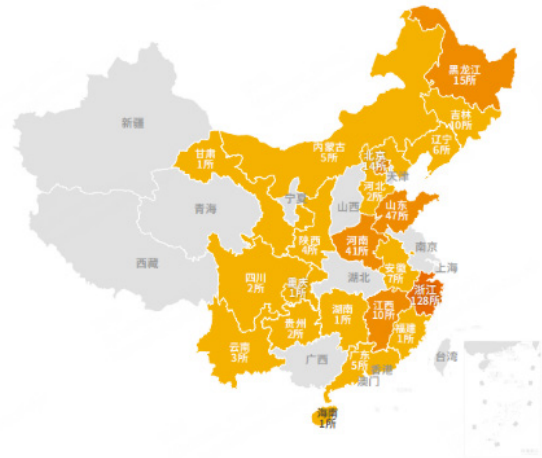 黑龙江
15所
吉林
10所
辽宁
6所
新疆
内蒙古
5所
甘肃
1所
北京
14所
天津
河北
2所
宁夏
山西
青海
山东
47所
陕西
4所
河南
41所
南京
西藏
上海
四川
2所
重庆
1所
湖北
安徽
7所
浙江
128所
湖南
1所
江西
10所
贵州
2所
福建
1所
云南
3所
广西
广东
5所
香港
澳门
台湾
海南
1所